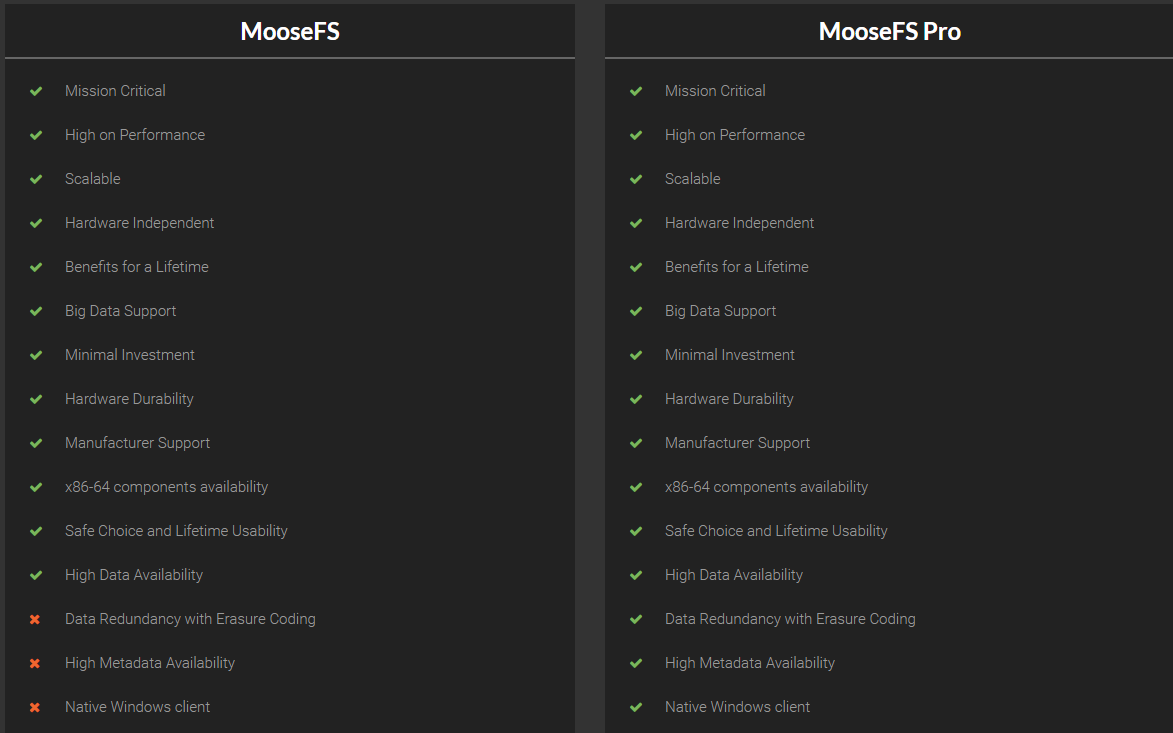 MooseFS
Mission Critical
High on Performance
Scalable
Hardware Independent
Benefits for a Lifetime
Big Data Support
Minimal Investment
Hardware Durability
Manufacturer Support
x86-64 components availability
Safe Choice and Lifetime Usability
High Data Availability
Data Redundancy with Erasure Coding
High Metadata Availability
Native Windows client
MooseFS Pro
Mission Critical
High on Performance
Scalable
Hardware Independent
Benefits for a Lifetime
Big Data Support
Minimal Investment
Hardware Durability
Manufacturer Support
x86-64 components availability
Safe Choice and Lifetime Usability
High Data Availability
Data Redundancy with Erasure Coding
High Metadata Availability
Native Windows client